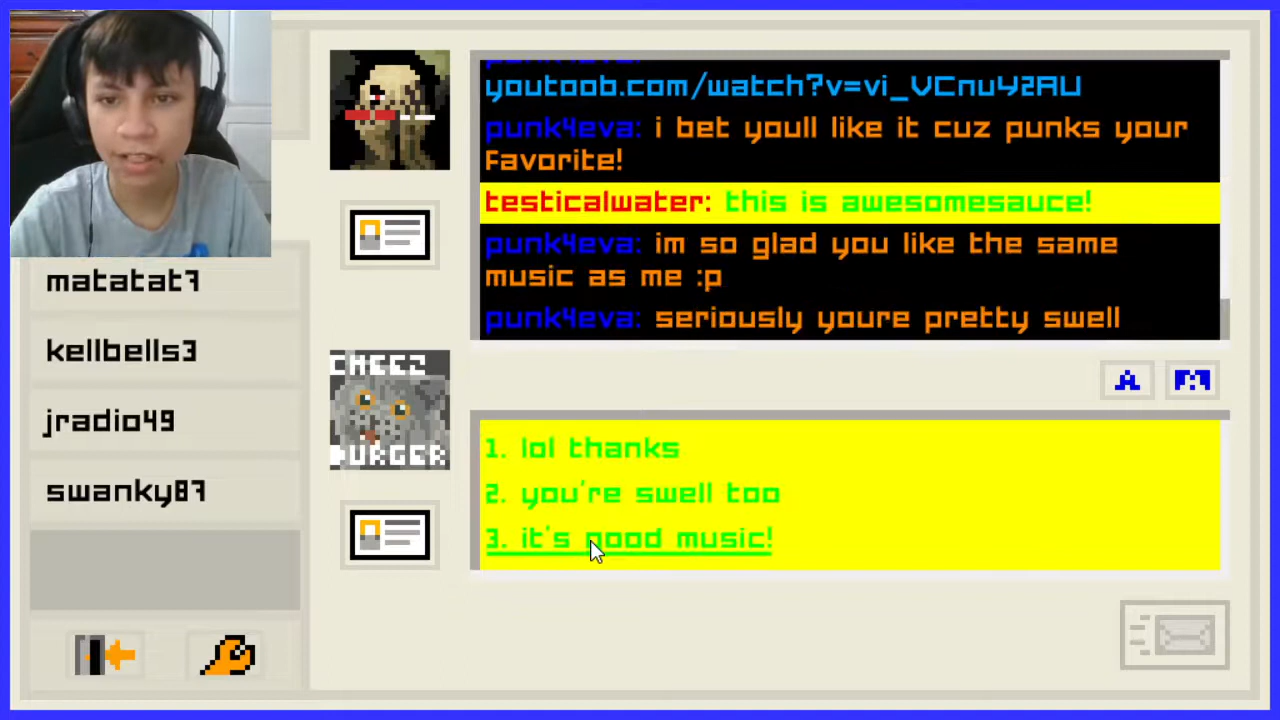 youtoob.com/watch?v=vi_VCnuY2AU
punk4eva: i bet youll like it cuz punks your
favorite!
testicalwater: this is awesomesauce!
punk4eva: im so glad you like the same
music as me :p
punk4eva: seriously youre pretty swell
matatat7
kellbells3
jradio49
swanky87
CHEEZ
BURGER
A
A
1. lol thanks
2. you're swell too
3. it's good music!